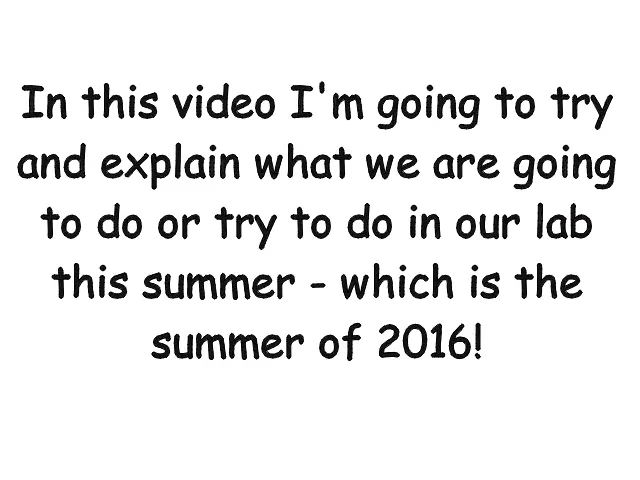 In this video I'm going to try
and explain what we are going
to do or try to do in our lab
this summer - which is the
summer of 2016!